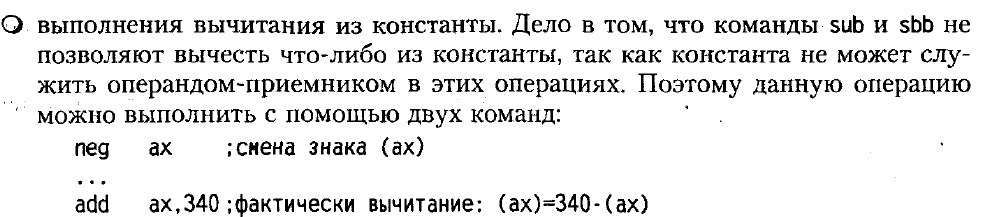 выполнения вычитания из константы. Дело в том, что команды sub и sbb не
позволяют вычесть что-либо из константы, так как константа не может слу-
жить операндом-приемником в этих операциях. Поэтому данную операцию
можно выполнить с помощью двух команд:
neg ax ;смена знака (ax)
...
add ax,340 ;фактически вычитание: (ax)=340-(ax)